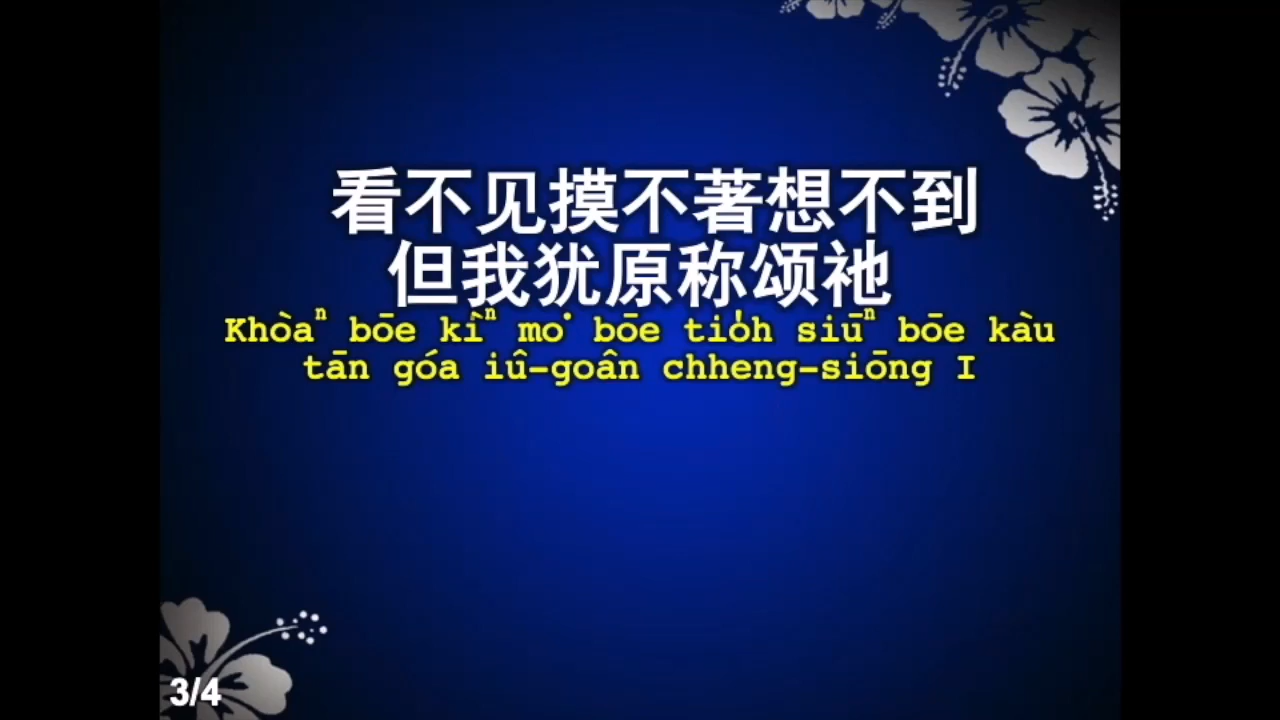 看不见摸不著想不到
但我犹原称颂祂
Khòaⁿ bōe kìⁿ mo͘ bōe tio̍h siūⁿ bōe kàu
tān góa iû-goân chheng-siōng I
3/4